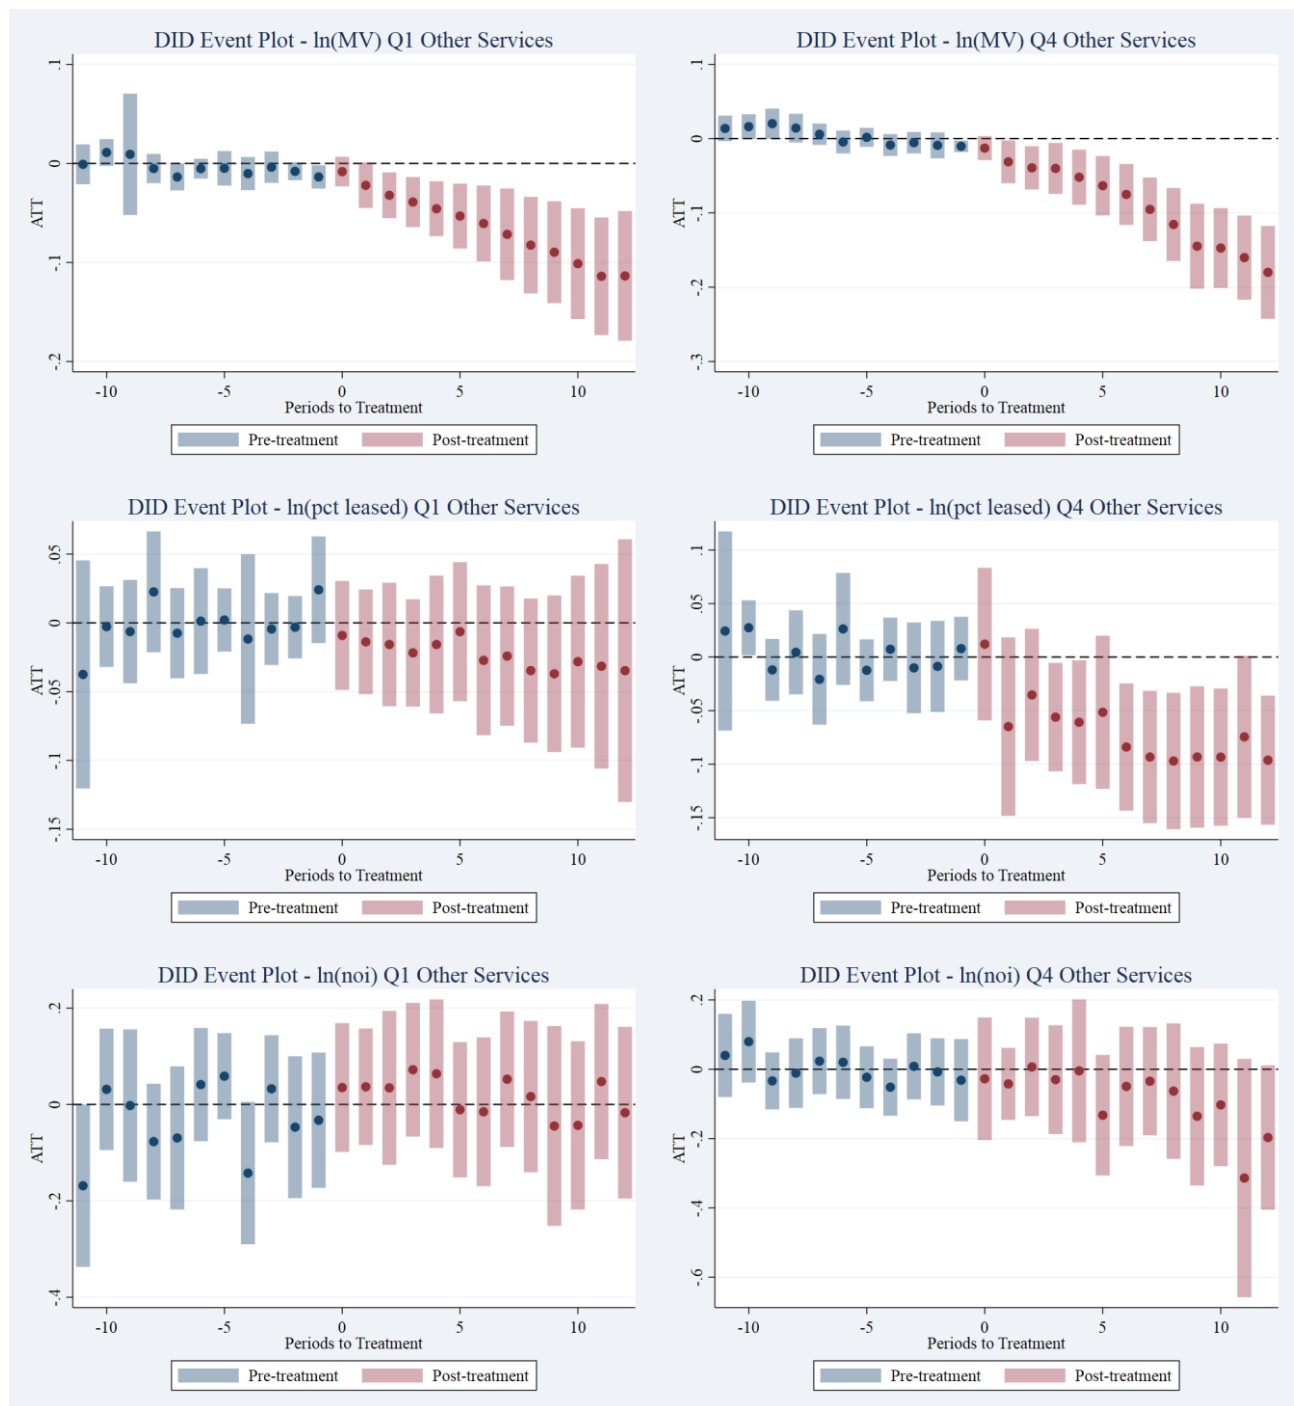 DID Event Plot - ln(MV) Q1 Other Services
.1
0
-.1
-.2
ATT
-10
-5
0
5
10
Periods to Treatment
Pre-treatment
Post-treatment
DID Event Plot - ln(MV) Q4 Other Services
.1
0
-.1
-.2
-.3
ATT
-10
-5
0
5
10
Periods to Treatment
Pre-treatment
Post-treatment
DID Event Plot - ln(pct leased) Q1 Other Services
.05
0
-.05
-.1
-.15
ATT
-10
-5
0
5
10
Periods to Treatment
Pre-treatment
Post-treatment
DID Event Plot - ln(pct leased) Q4 Other Services
.1
.05
0
-.05
-.1
-.15
ATT
-10
-5
0
5
10
Periods to Treatment
Pre-treatment
Post-treatment
DID Event Plot - ln(noi) Q1 Other Services
.2
0
-.2
-.4
ATT
-10
-5
0
5
10
Periods to Treatment
Pre-treatment
Post-treatment
DID Event Plot - ln(noi) Q4 Other Services
.2
0
-.2
-.4
-.6
ATT
-10
-5
0
5
10
Periods to Treatment
Pre-treatment
Post-treatment